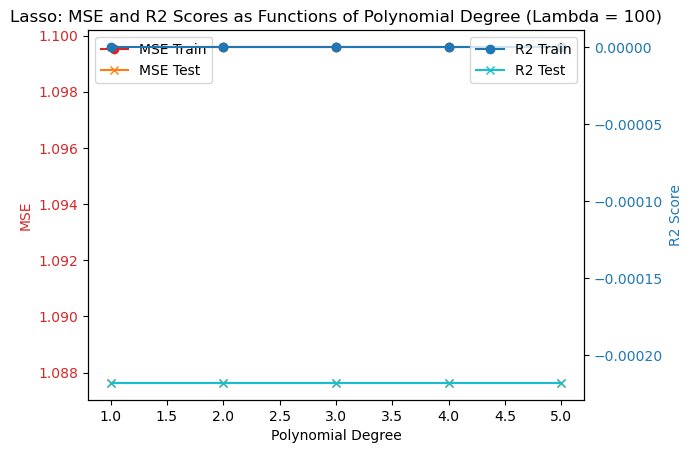 Lasso: MSE and R2 Scores as Functions of Polynomial Degree (Lambda = 100)
1.100
1.098
1.096
1.094
1.092
1.090
1.088
MSE
MSE Train
MSE Test
R2 Train
R2 Test
0.00000
−0.00005
−0.00010
−0.00015
−0.00020
R2 Score
1.0 1.5 2.0 2.5 3.0 3.5 4.0 4.5 5.0
Polynomial Degree